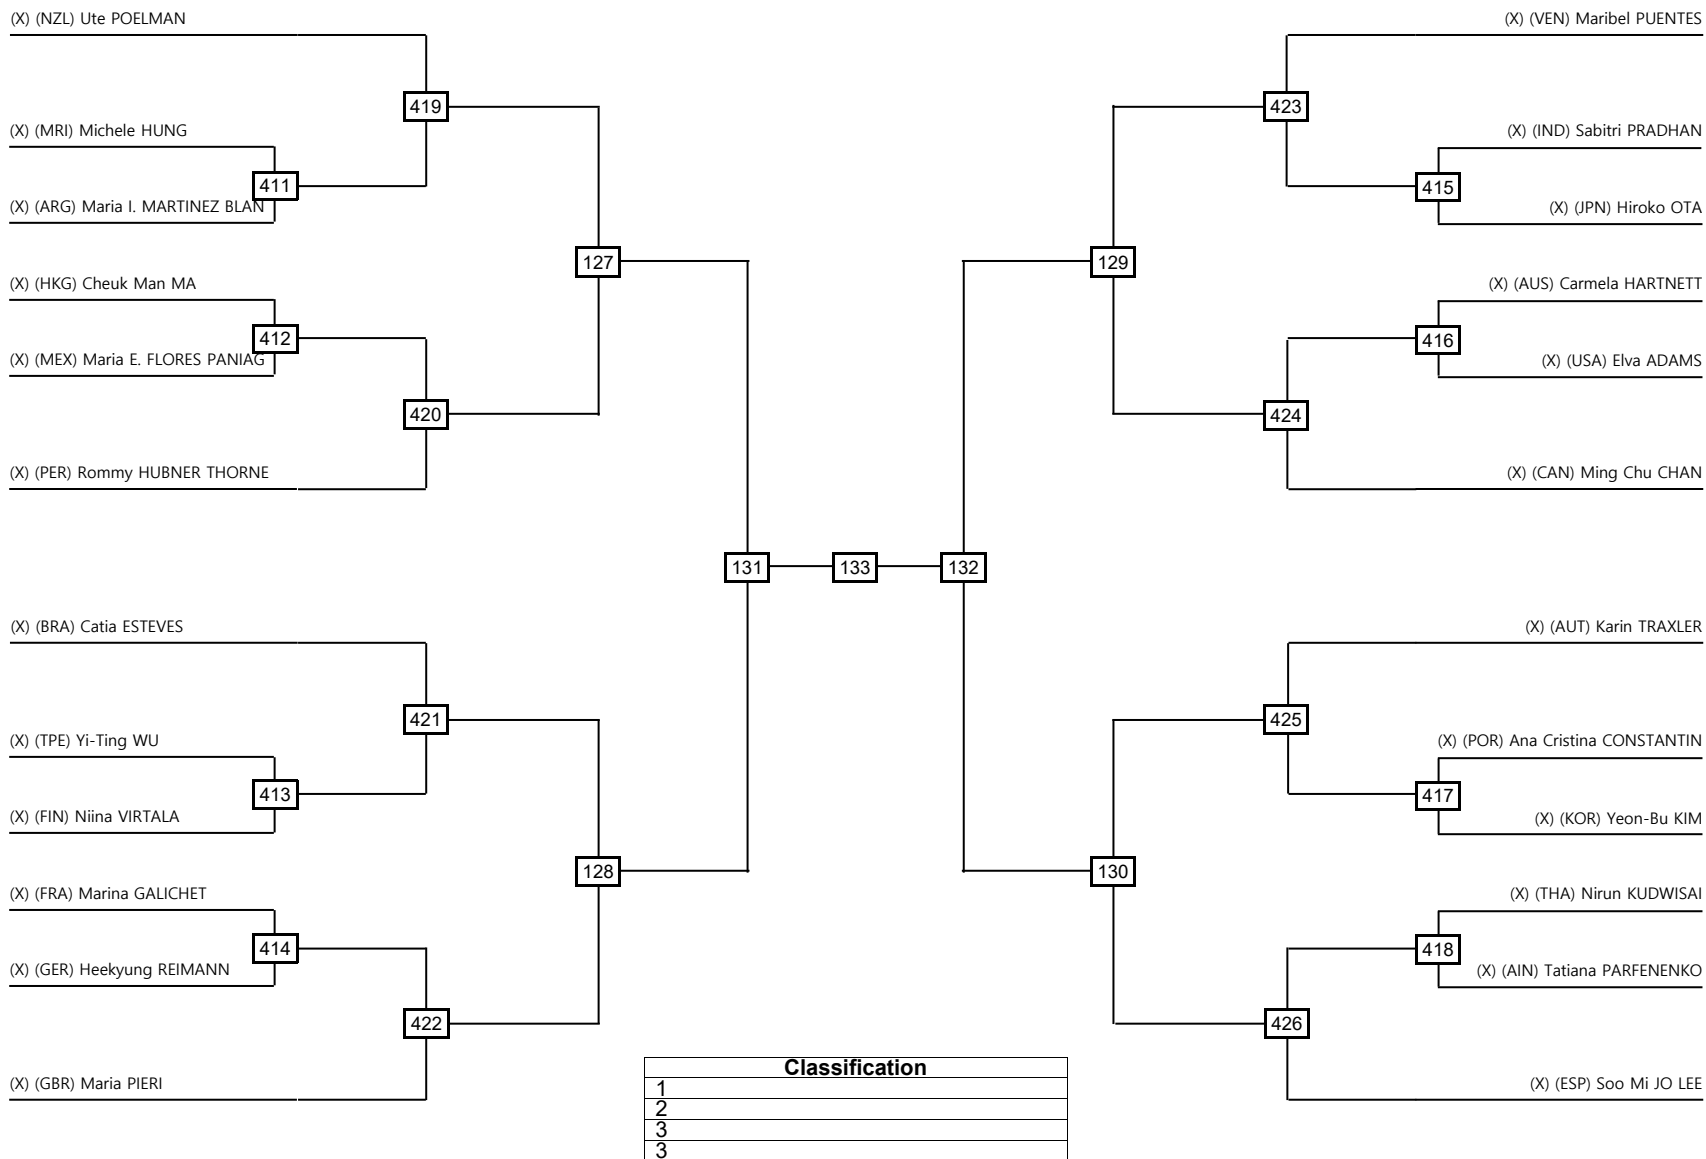 (X) (NZL) Ute POELMAN
419
(X) (MRI) Michele HUNG
411
(X) (ARG) Maria I. MARTINEZ BLAN
127
(X) (HKG) Cheuk Man MA
412
(X) (MEX) Maria E. FLORES PANIAG
420
(X) (PER) Rommy HUBNER THORNE
131
133
132
(X) (BRA) Catia ESTEVES
421
(X) (TPE) Yi-Ting WU
413
(X) (FIN) Niina VIRTALA
128
(X) (FRA) Marina GALICHET
414
(X) (GER) Heekyung REIMANN
422
(X) (GBR) Maria PIERI
(X) (VEN) Maribel PUENTES
423
(X) (IND) Sabitri PRADHAN
415
(X) (JPN) Hiroko OTA
129
(X) (AUS) Carmela HARTNETT
416
(X) (USA) Elva ADAMS
424
(X) (CAN) Ming Chu CHAN
(X) (AUT) Karin TRAXLER
425
(X) (POR) Ana Cristina CONSTANTIN
417
(X) (KOR) Yeon-Bu KIM
130
(X) (THA) Nirun KUDWISAI
418
(X) (AIN) Tatiana PARFENENKO
426
(X) (ESP) Soo Mi JO LEE
Classification
1
2
3
3